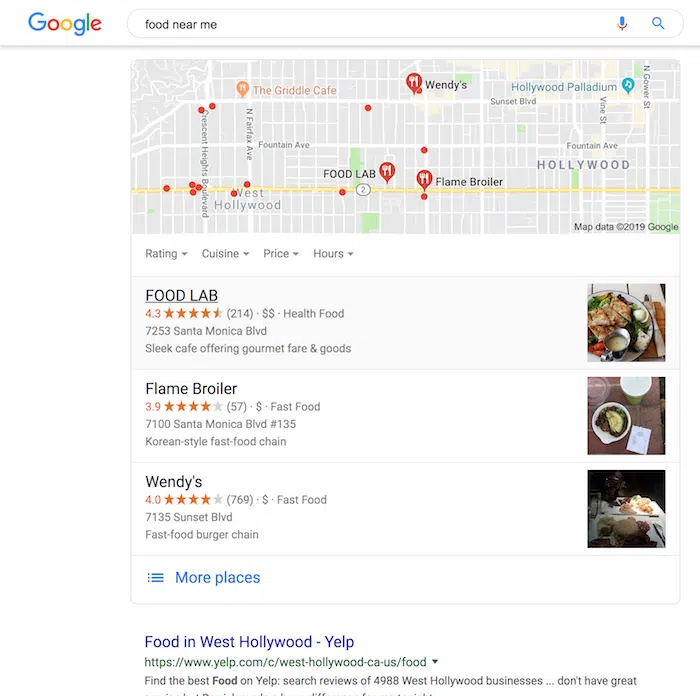 Google
food near me
The Griddle Cafe
Wendy's
Hollywood Palladium
N Gower St
Sunset Blvd
Vine St
Crescent Heights Boulevard
N Fairfax Ave
Fountain Ave
Fountain Ave
FOOD LAB
HOLLYWOOD
2
Flame Broiler
West
Hollywood
Map data ©2019 Google
Rating Cuisine Price Hours
FOOD LAB
4.3 (214) · $$ · Health Food
7253 Santa Monica Blvd
Sleek cafe offering gourmet fare & goods
Flame Broiler
3.9 (57) · $ · Fast Food
7100 Santa Monica Blvd #135
Korean-style fast-food chain
Wendy's
4.0 (769) · $ · Fast Food
7135 Sunset Blvd
Fast-food burger chain
More places
Food in West Hollywood - Yelp
https://www.yelp.com/c/west-hollywood-ca-us/food
Find the best Food on Yelp: search reviews of 4988 West Hollywood businesses ... don't have great